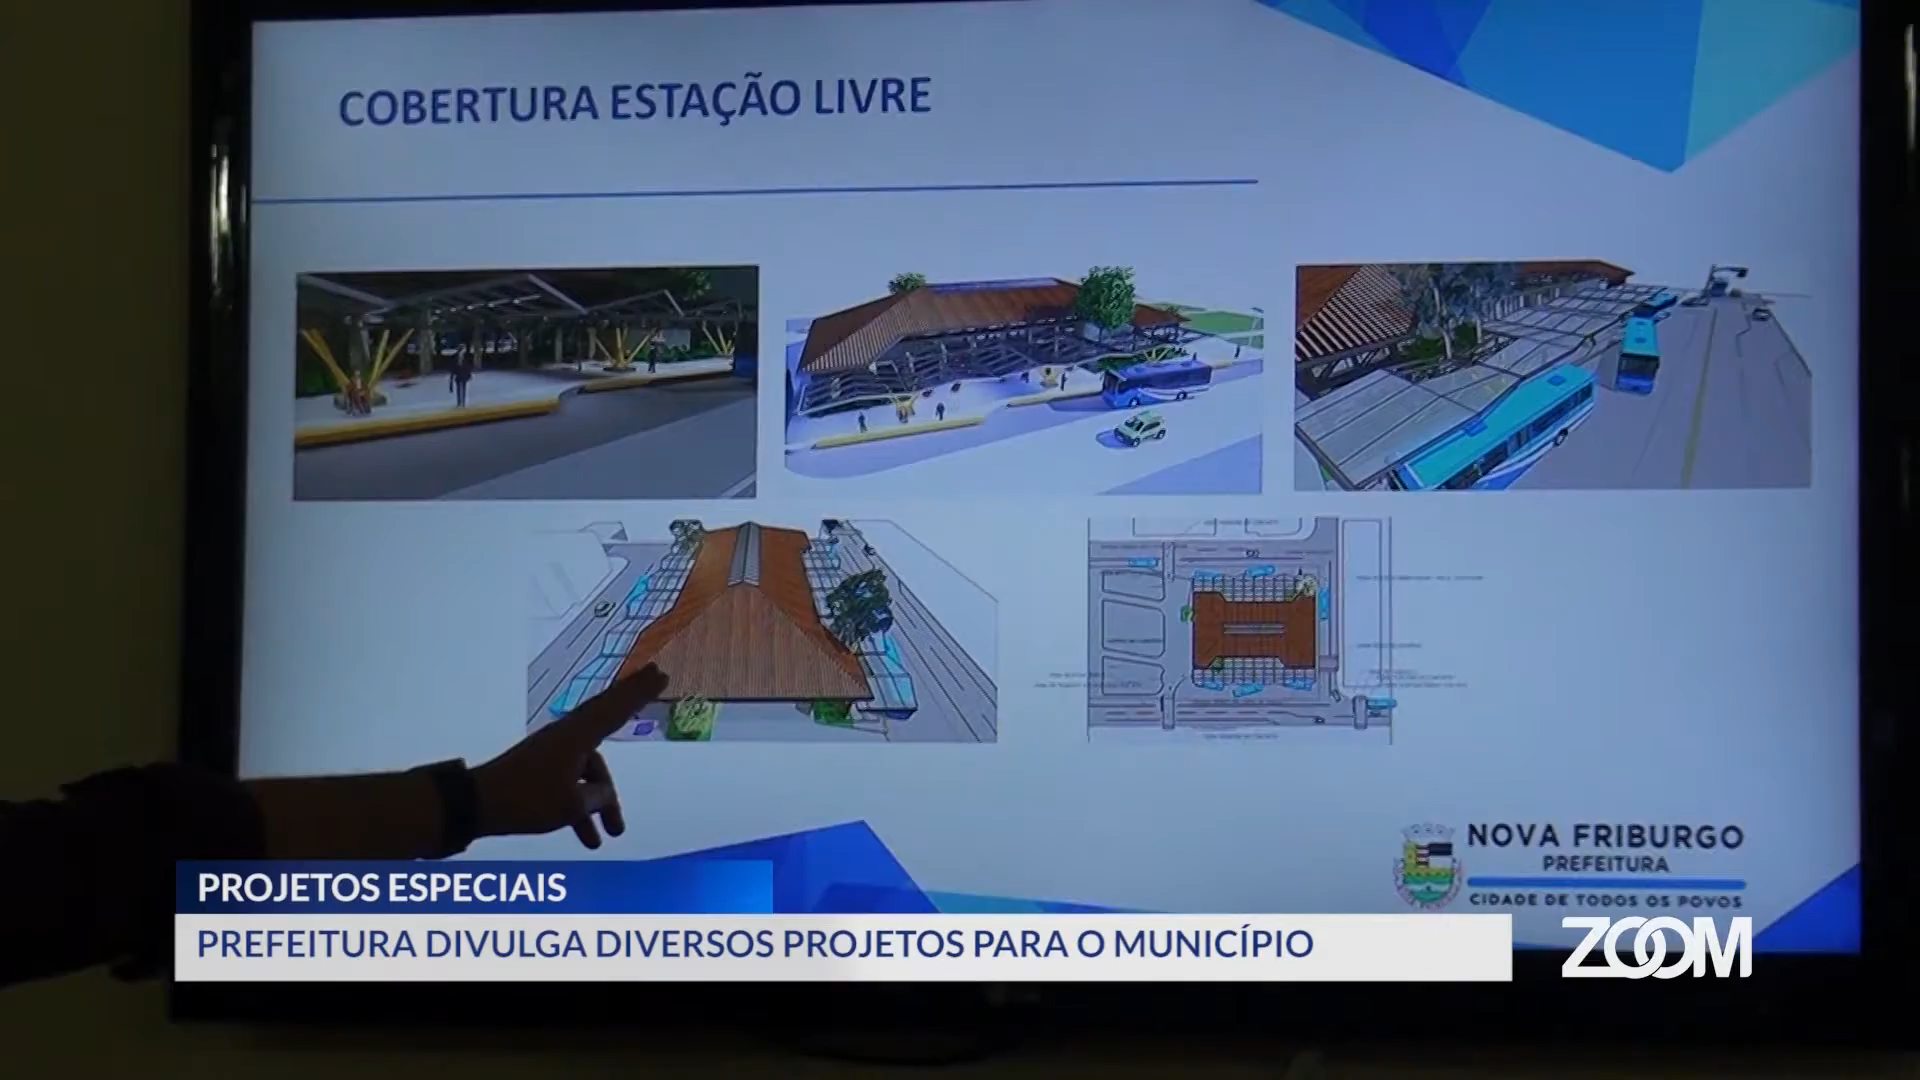 COBERTURA ESTAÇÃO LIVRE
NOVA FRIBURGO
PREFEITURA
CIDADE DE TODOS OS POVOS
PROJETOS ESPECIAIS
PREFEITURA DIVULGA DIVERSOS PROJETOS PARA O MUNICÍPIO
ZOOM